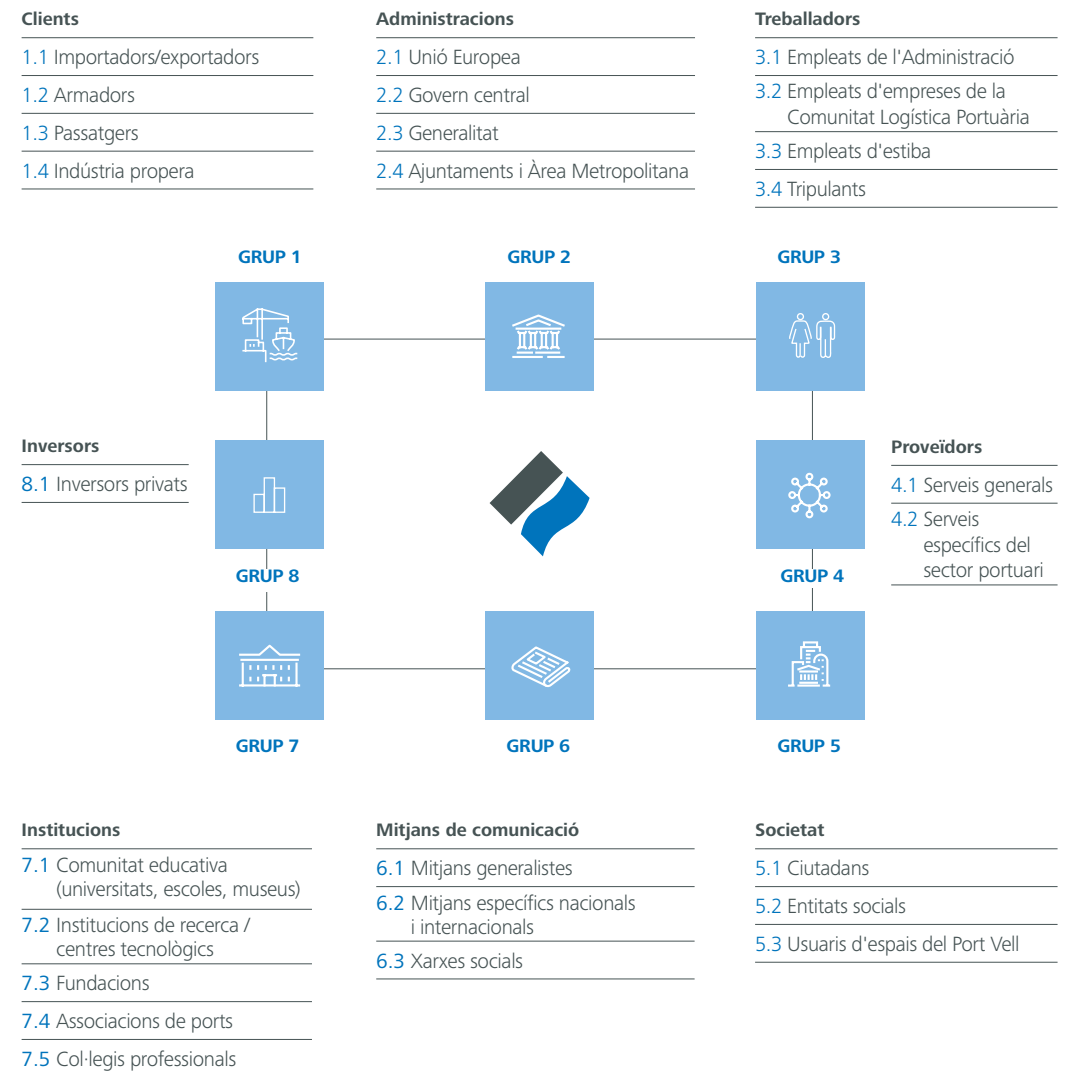 Clients
1.1 Importadors/exportadors
1.2 Armadors
1.3 Passatgers
1.4 Indústria propera
Administracions
2.1 Unió Europea
2.2 Govern central
2.3 Generalitat
2.4 Ajuntaments i Àrea Metropolitana
Treballadors
3.1 Empleats de l'Administració
3.2 Empleats d'empreses de la
Comunitat Logística Portuària
3.3 Empleats d'estiba
3.4 Tripulants
GRUP 1
GRUP 2
GRUP 3
Inversors
8.1 Inversors privats
Proveïdors
4.1 Serveis generals
4.2 Serveis
específics del
sector portuari
GRUP 8
GRUP 4
GRUP 7
GRUP 6
GRUP 5
Institucions
7.1 Comunitat educativa
(universitats, escoles, museus)
7.2 Institucions de recerca /
centres tecnològics
7.3 Fundacions
7.4 Associacions de ports
7.5 Col·legis professionals
Mitjans de comunicació
6.1 Mitjans generalistes
6.2 Mitjans específics nacionals
i internacionals
6.3 Xarxes socials
Societat
5.1 Ciutadans
5.2 Entitats socials
5.3 Usuaris d'espais del Port Vell